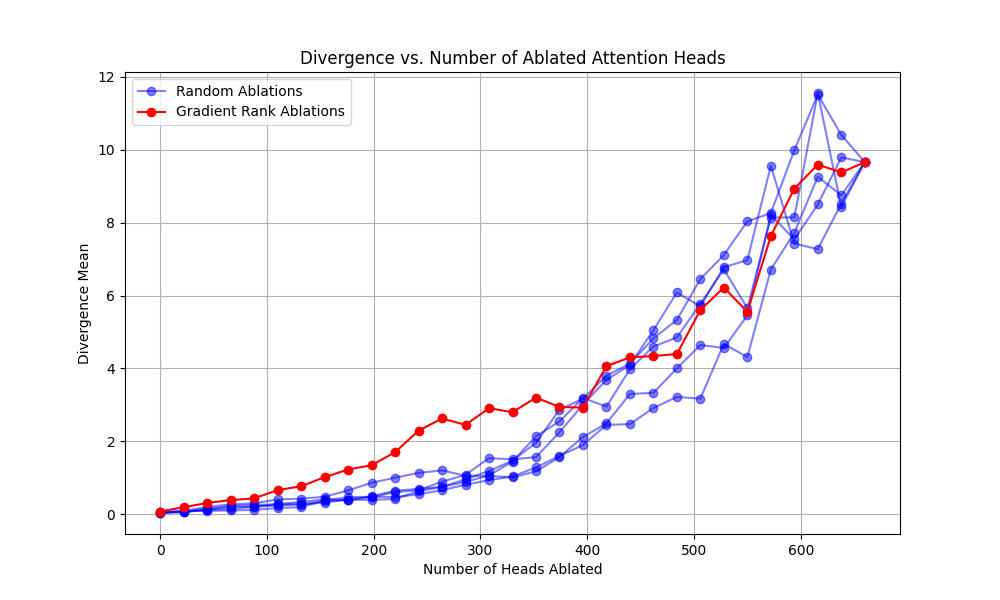 Divergence vs. Number of Ablated Attention Heads
Random Ablations
Gradient Rank Ablations
Divergence Mean
12
10
8
6
4
2
0
0 100 200 300 400 500 600
Number of Heads Ablated